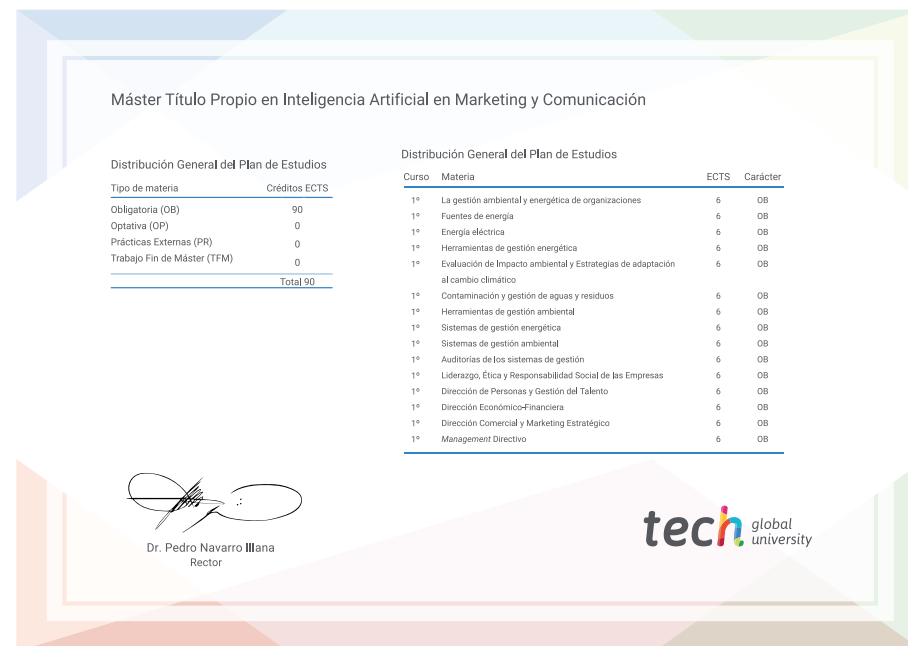 Máster Título Propio en Inteligencia Artificial en Marketing y Comunicación
Distribución General del Plan de Estudios
Tipo de materia Créditos ECTS
Obligatoria (OB) 90
Optativa (OP) 0
Prácticas Externas (PR) 0
Trabajo Fin de Máster (TFM) 0
Total 90
Distribución General del Plan de Estudios
Curso Materia ECTS Carácter
1º La gestión ambiental y energética de organizaciones 6 OB
1º Fuentes de energía 6 OB
1º Energía eléctrica 6 OB
1º Herramientas de gestión energética 6 OB
1º Evaluación de Impacto ambiental y Estrategias de adaptación 6 OB
al cambio climático
1º Contaminación y gestión de aguas y residuos 6 OB
1º Herramientas de gestión ambiental 6 OB
1º Sistemas de gestión energética 6 OB
1º Sistemas de gestión ambiental 6 OB
1º Auditorías de los sistemas de gestión 6 OB
1º Liderazgo, Ética y Responsabilidad Social de las Empresas 6 OB
1º Dirección de Personas y Gestión del Talento 6 OB
1º Dirección Económico-Financiera 6 OB
1º Dirección Comercial y Marketing Estratégico 6 OB
1º Management Directivo 6 OB
Dr. Pedro Navarro Illana
Rector
tech global
university